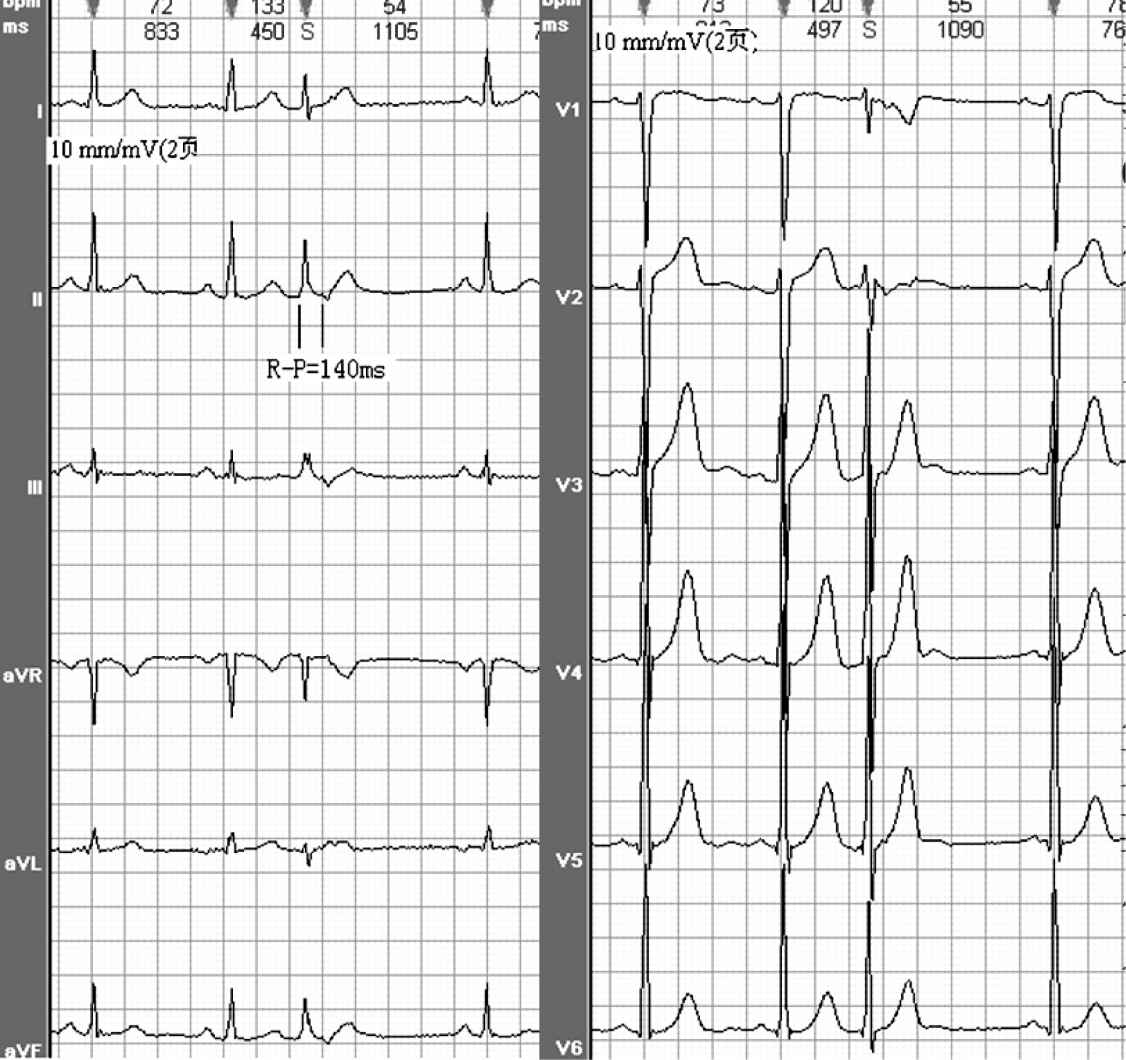 bpm 72 133 54
ms 833 450 S 1105
I
10 mm/mV(2页
II
R-P=140ms
III
aVR
aVL
aVF
bpm 73 120 55
ms 497 S 1090 76
10 mm/mV(2页)
V1
V2
V3
V4
V5
V6